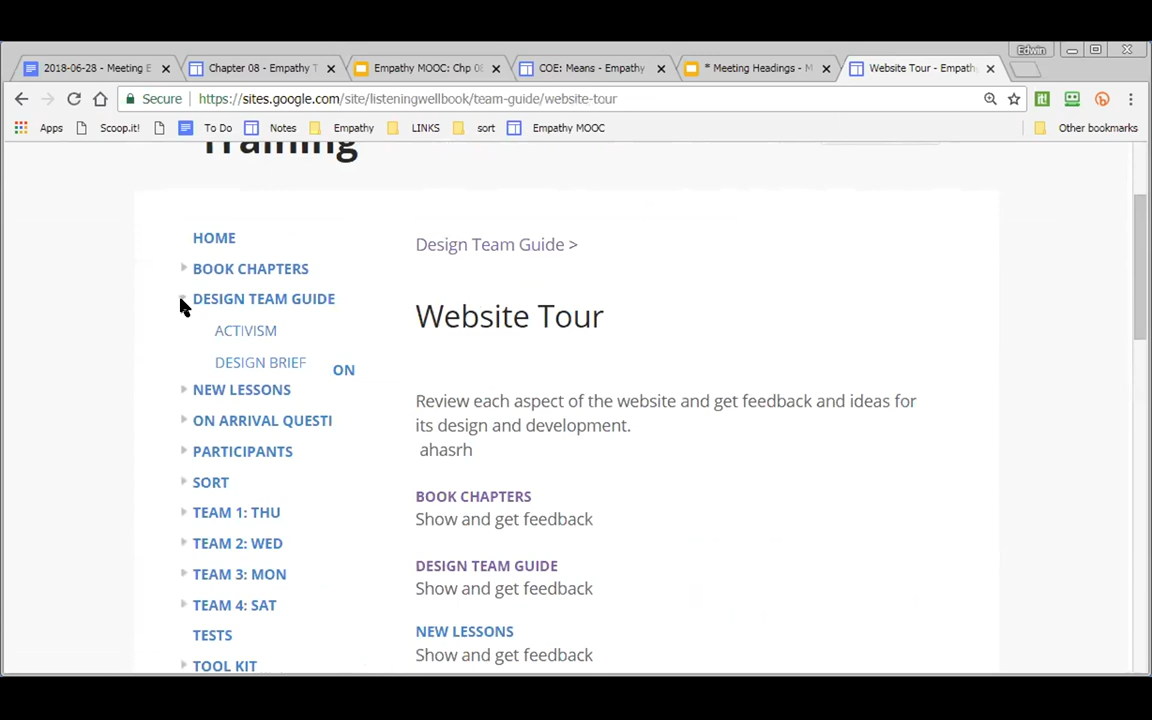 Edwin
2018-06-28 - Meeting E
Chapter 08 - Empathy T
Empathy MOOC: Chp 08
COE: Means - Empathy
* Meeting Headings - M
Website Tour - Empath
Secure
https://sites.google.com/site/listeningwellbook/team-guide/website-tour
it!
Apps
Scoop.it!
To Do
Notes
Empathy
LINKS
sort
Empathy MOOC
Other bookmarks
Training
HOME
BOOK CHAPTERS
DESIGN TEAM GUIDE
ACTIVISM
DESIGN BRIEF
ON
NEW LESSONS
ON ARRIVAL QUESTI
PARTICIPANTS
SORT
TEAM 1: THU
TEAM 2: WED
TEAM 3: MON
TEAM 4: SAT
TESTS
TOOL KIT
Design Team Guide >
Website Tour
Review each aspect of the website and get feedback and ideas for
its design and development.
ahasrh
BOOK CHAPTERS
Show and get feedback
DESIGN TEAM GUIDE
Show and get feedback
NEW LESSONS
Show and get feedback